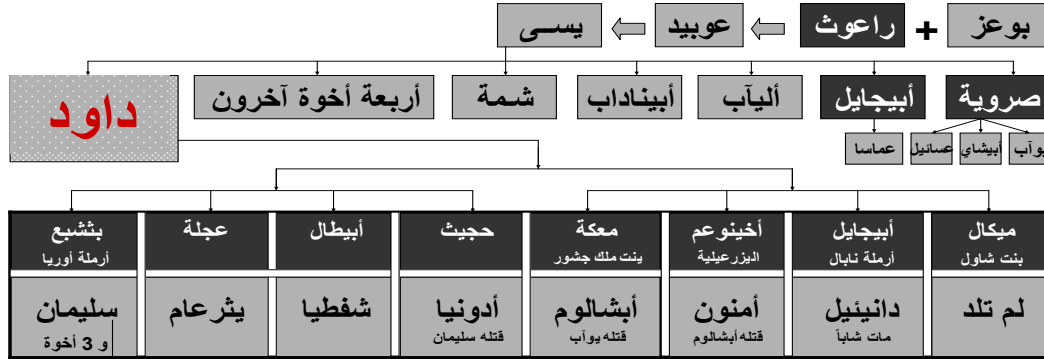 بوعز + راعوث عوبيد يسى
صروية أبيجايل أليآب أبيناداب شمة أربعة أخوة آخرون داود
يوآب أبيشاي عسائيل عماسا
ميكال أبيجايل أخينوعم معكة حجيث أبيطال عجلة بثشبع
بنت شاول أرملة نابال اليزرعيلية ينت ملك جشور أرملة أوريا
لم تلد دانيئيل أمنون أبشالوم أدونيا شفطيا يثرعام سليمان
مات شاباً قتله أبشالوم قتله يوآب قتله سليمان و 3 أخوة